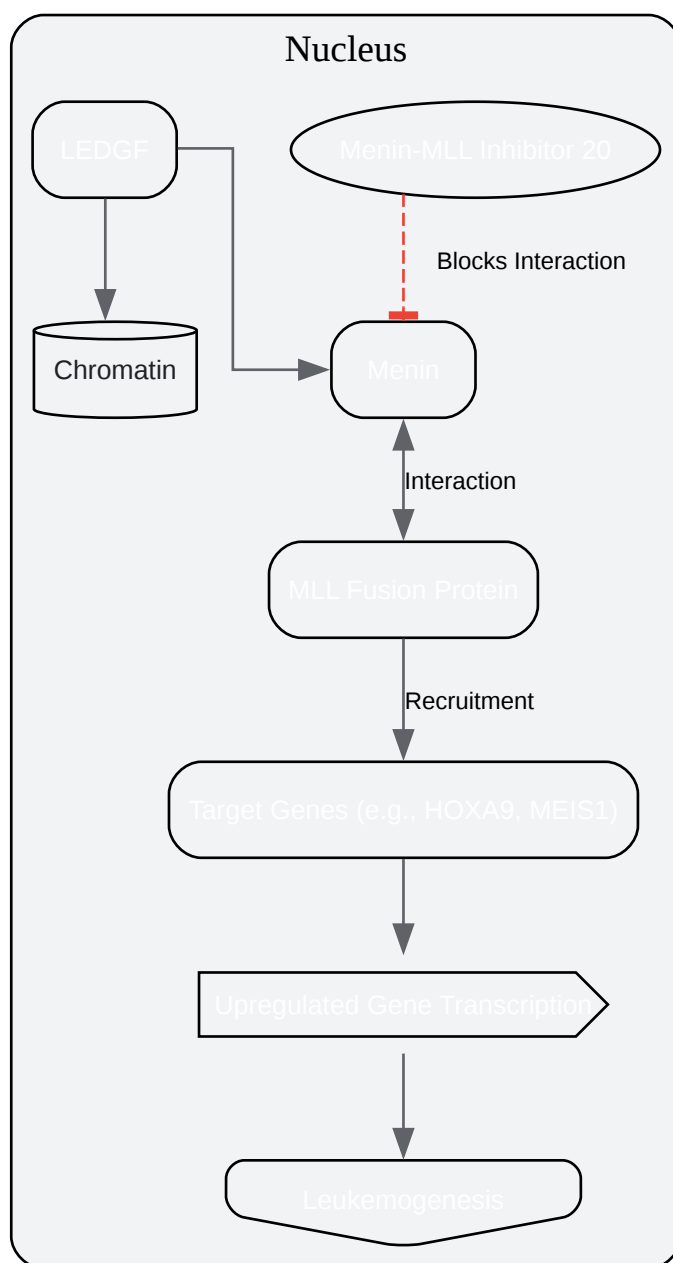 Nucleus
LEDGF
Menin-MLL Inhibitor 20
Blocks Interaction
Chromatin
Menin
Interaction
MLL Fusion Protein
Recruitment
Target Genes (e.g., HOXA9, MEIS1)
Upregulated Gene Transcription
Leukemogenesis